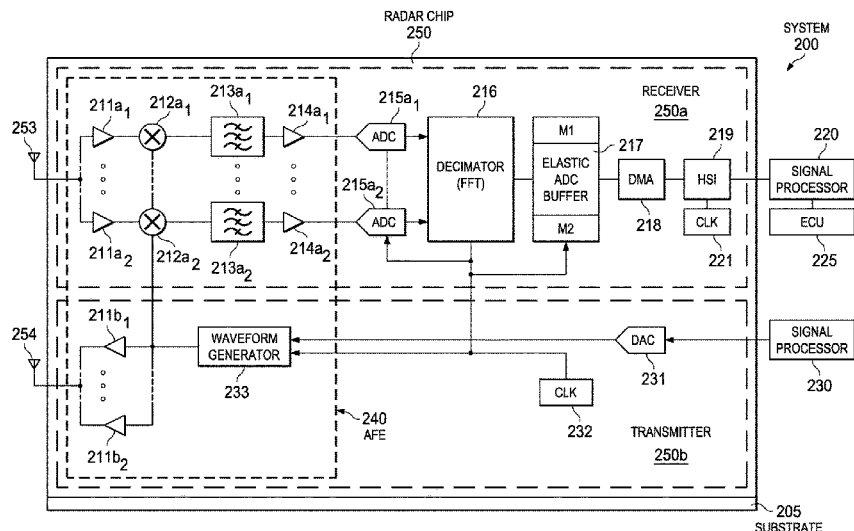 RADAR CHIP
250
SYSTEM
200
253
211a1
212a1
213a1
214a1
215a1
216
RECEIVER
250a
ADC
DECIMATOR
(FFT)
M1
ELASTIC
ADC
BUFFER
M2
217
DMA
218
219
HSI
CLK
221
220
SIGNAL
PROCESSOR
ECU
225
215a2
ADC
211a2
212a2
213a2
214a2
254
211b1
211b2
WAVEFORM
GENERATOR
233
DAC
231
SIGNAL
PROCESSOR
230
CLK
232
240
AFE
TRANSMITTER
250b
205
SUBSTRATE